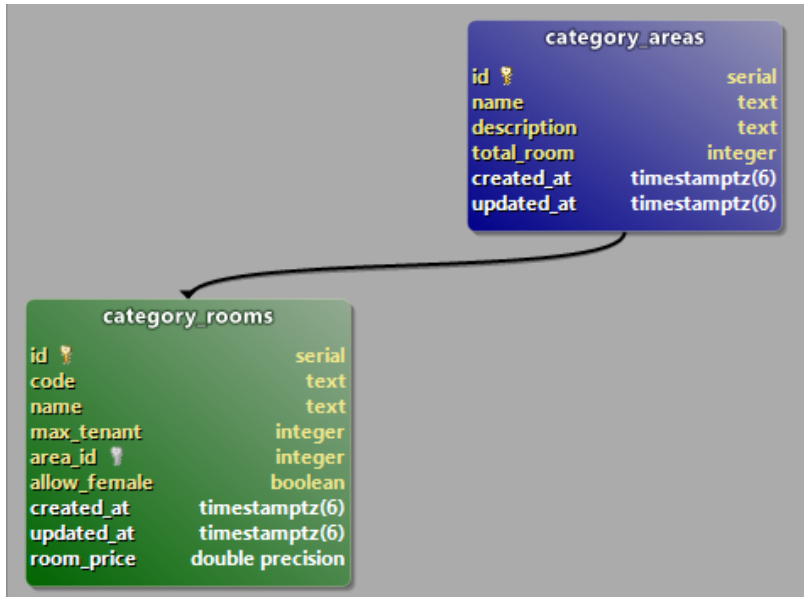 category_areas
id serial
name text
description text
total_room integer
created_at timestamptz(6)
updated_at timestamptz(6)
category_rooms
id serial
code text
name text
max_tenant integer
area_id integer
allow_female boolean
created_at timestamptz(6)
updated_at timestamptz(6)
room_price double precision